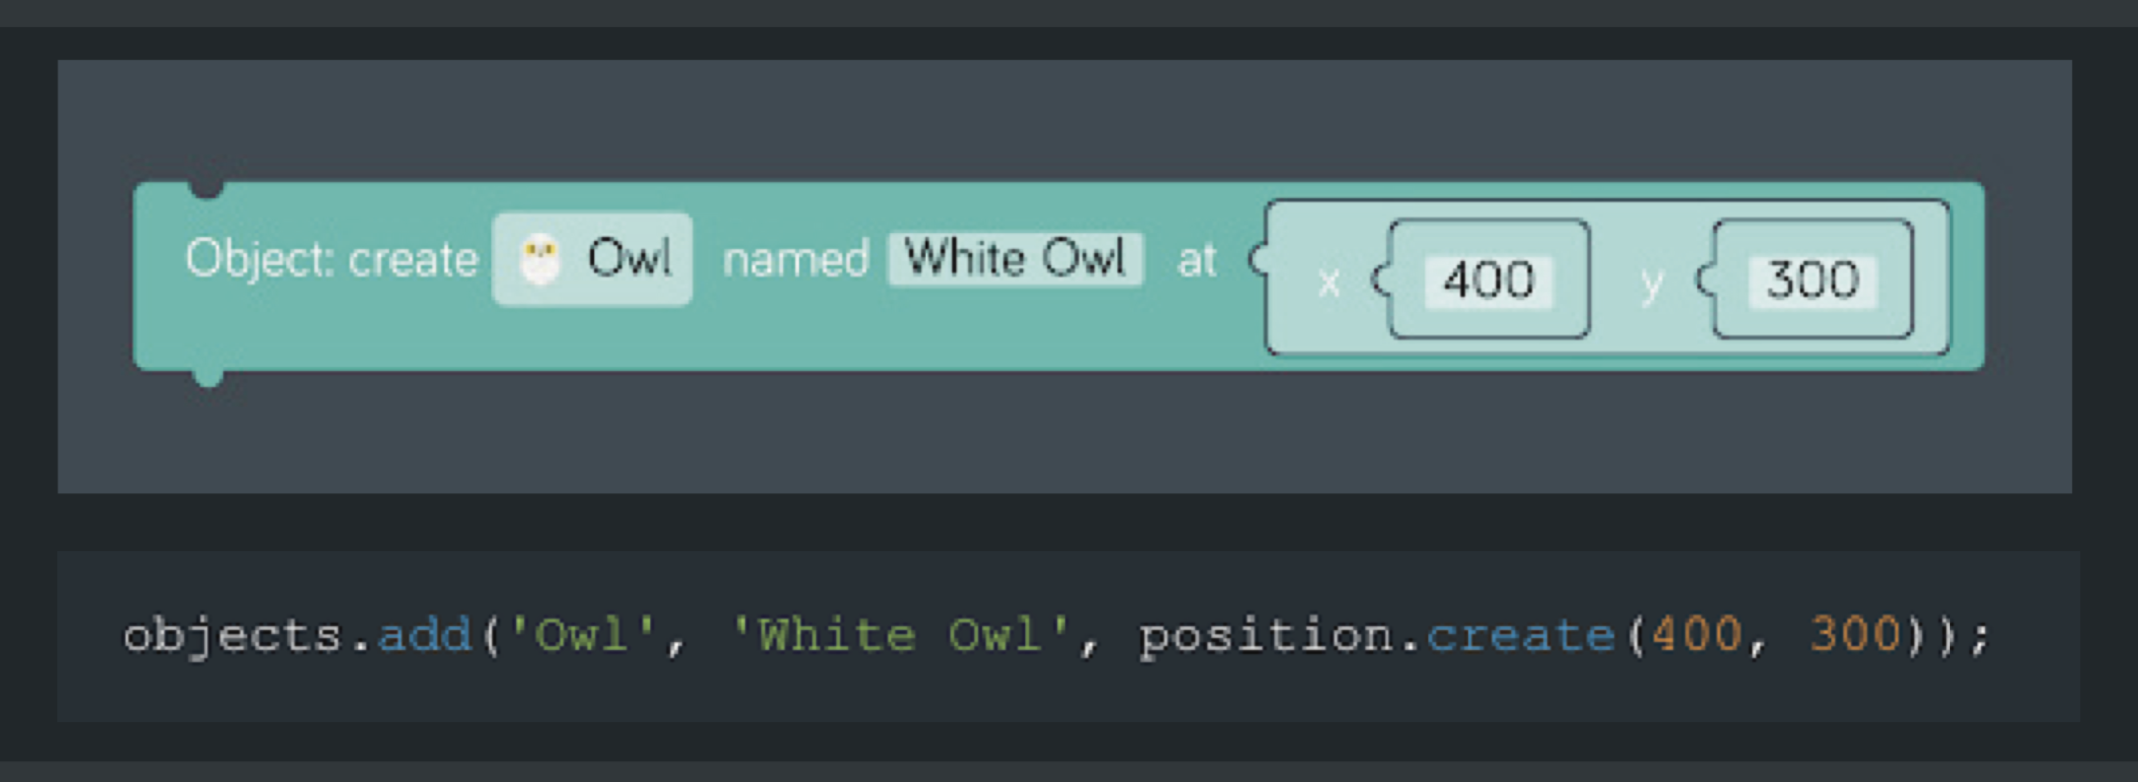 Object: create Owl named White Owl at x 400 y 300
objects.add('Owl', 'White Owl', position.create(400, 300));